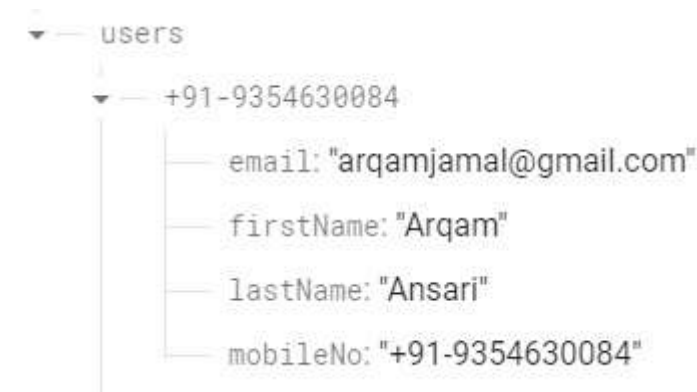 users
+91-9354630084
email: "arqamjamal@gmail.com"
firstName: "Arqam"
lastName: "Ansari"
mobileNo: "+91-9354630084"